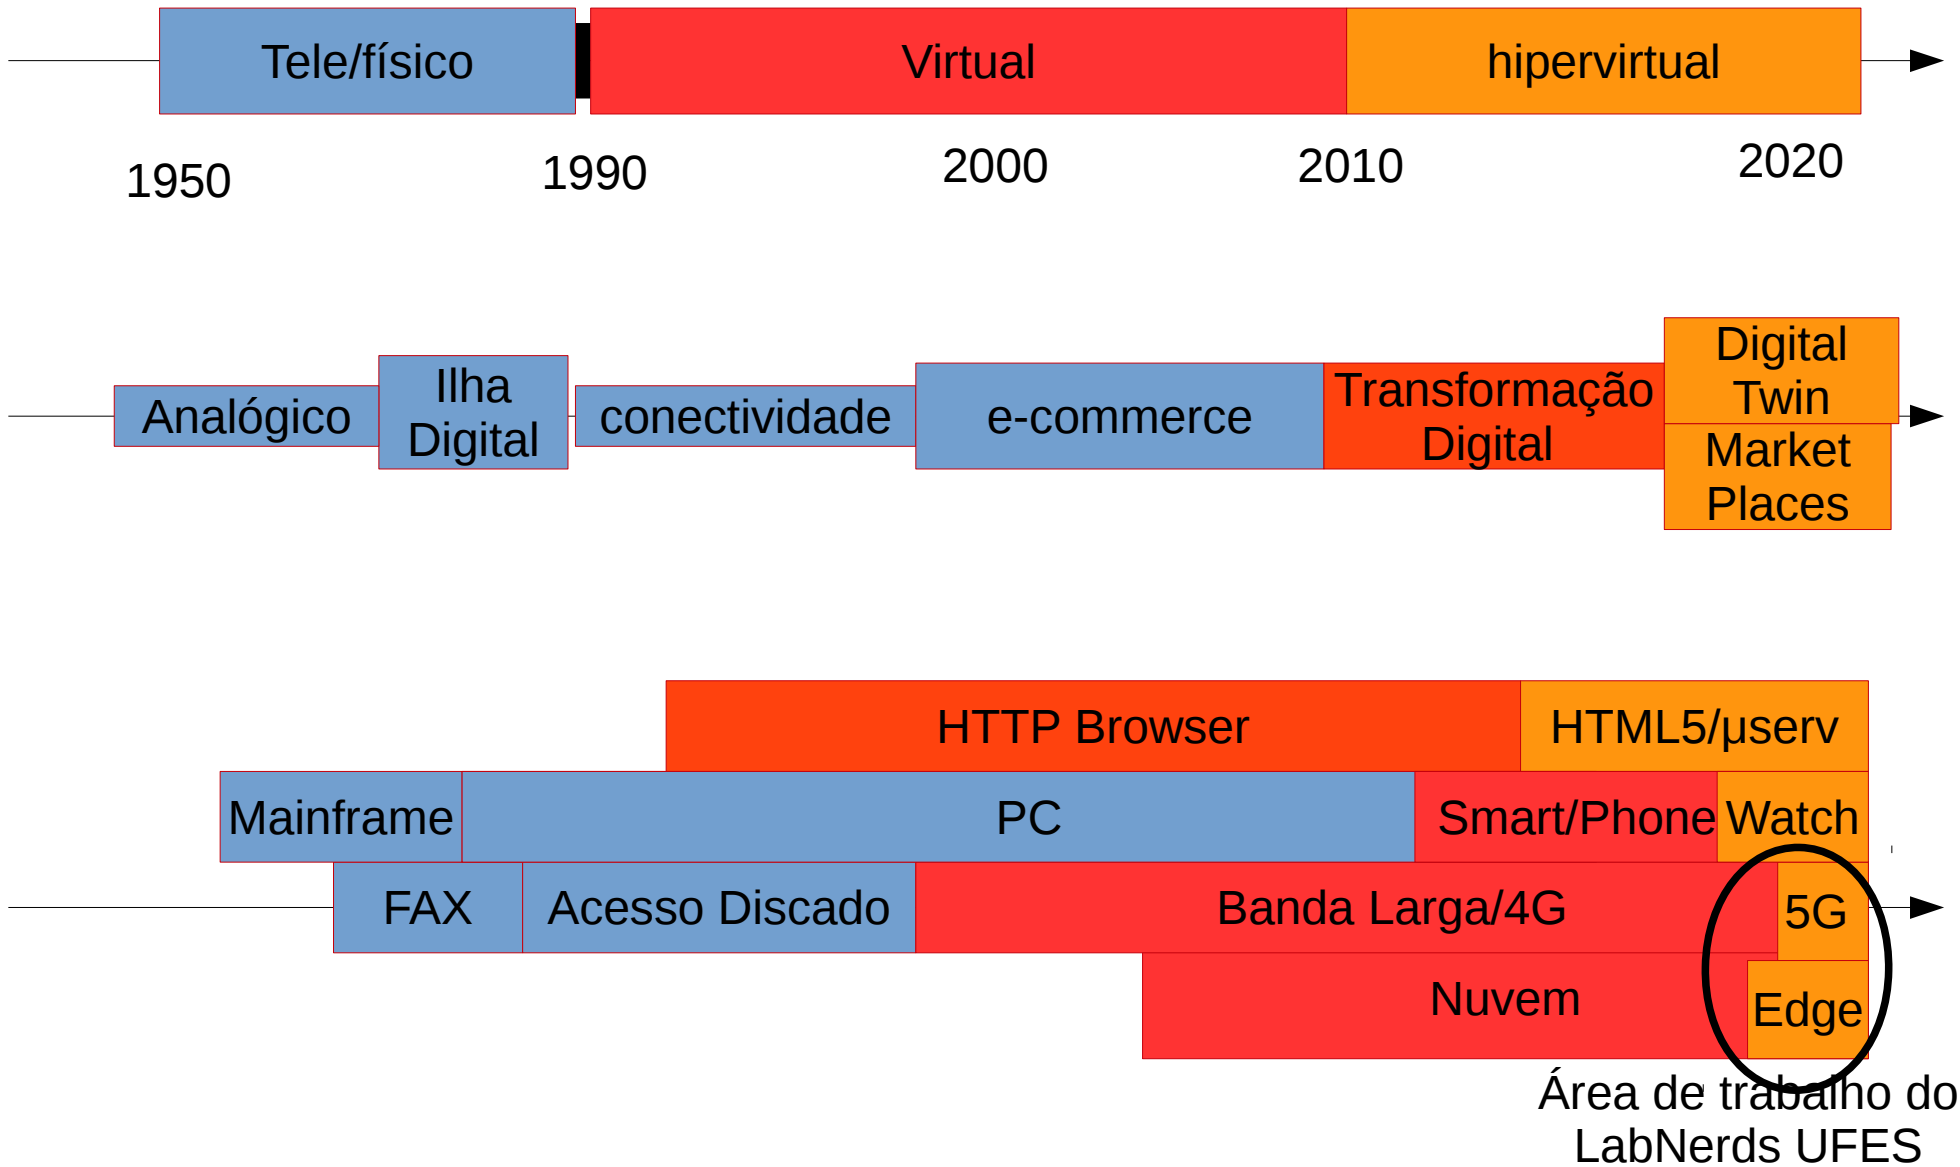 Tele/físico
Virtual
hipervirtual
1950
1990
2000
2010
2020
Analógico
Ilha
Digital
conectividade
e-commerce
Transformação
Digital
Digital
Twin
Market
Places
HTTP Browser
HTML5/μserv
Mainframe
PC
Smart/Phone
Watch
FAX
Acesso Discado
Banda Larga/4G
5G
Nuvem
Edge
Área de trabalho do
LabNerds UFES